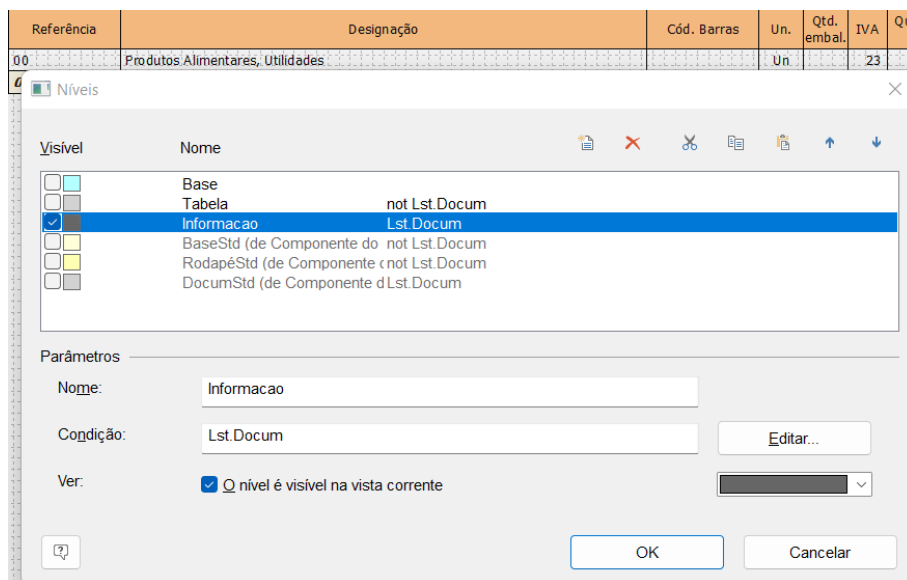 Referência Designação Cód. Barras Un. Qtd. embal. IVA
00 Produtos Alimentares, Utilidades Un 23
Níveis
Visível Nome
Base
Tabela not Lst.Docum
Informacao Lst.Docum
BaseStd (de Componente do not Lst.Docum
RodapéStd (de Componente not Lst.Docum
DocumStd (de Componente d Lst.Docum
Parâmetros
Nome: Informacao
Condição: Lst.Docum Editar...
Ver: O nível é visível na vista corrente
OK Cancelar